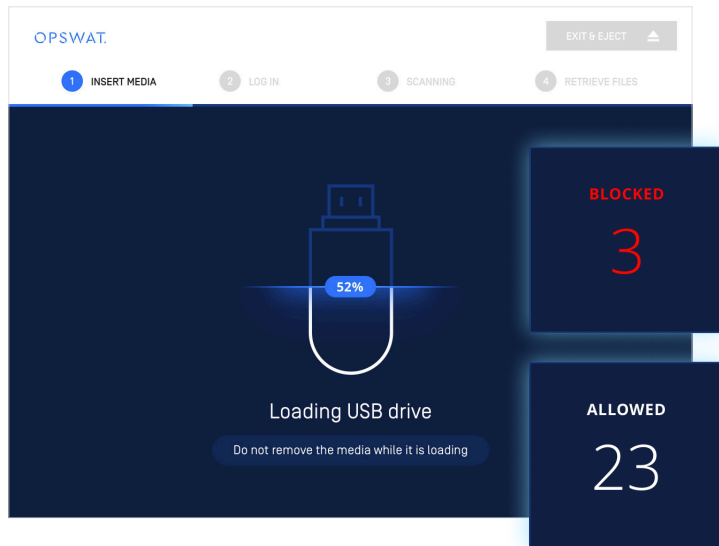 OPSWAT.
EXIT & EJECT
1 INSERT MEDIA
2 LOG IN
3 SCANNING
4 RETRIEVE FILES
BLOCKED
3
52%
Loading USB drive
Do not remove the media while it is loading
ALLOWED
23